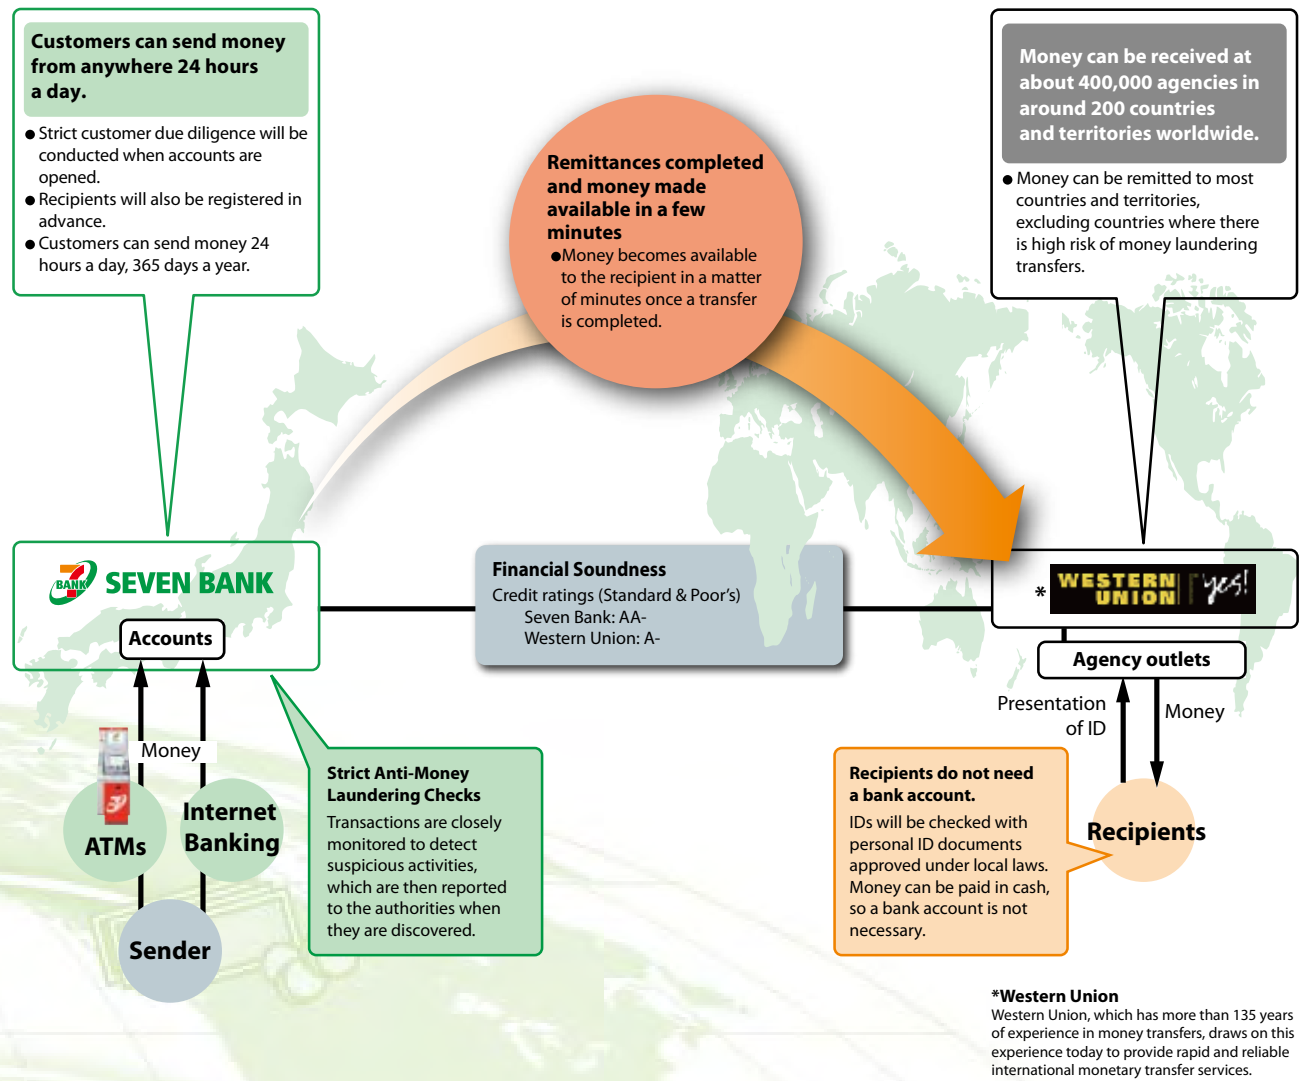 Customers can send money
from anywhere 24 hours
a day.
● Strict customer due diligence will be
conducted when accounts are
opened.
● Recipients will also be registered in
advance.
● Customers can send money 24
hours a day, 365 days a year.
Remittances completed
and money made
available in a few
minutes
●Money becomes available
to the recipient in a matter
of minutes once a transfer
is completed.
Money can be received at
about 400,000 agencies in
around 200 countries
and territories worldwide.
● Money can be remitted to most
countries and territories,
excluding countries where there
is high risk of money laundering
transfers.
7
BANK
SEVEN BANK
Accounts
Financial Soundness
Credit ratings (Standard & Poor's)
Seven Bank: AA-
Western Union: A-
*
WESTERN
UNION
yes!
Agency outlets
Presentation
of ID
Money
Money
ATMs
Internet
Banking
Sender
Strict Anti-Money
Laundering Checks
Transactions are closely
monitored to detect
suspicious activities,
which are then reported
to the authorities when
they are discovered.
Recipients do not need
a bank account.
IDs will be checked with
personal ID documents
approved under local laws.
Money can be paid in cash,
so a bank account is not
necessary.
Recipients
*Western Union
Western Union, which has more than 135 years
of experience in money transfers, draws on this
experience today to provide rapid and reliable
international monetary transfer services.